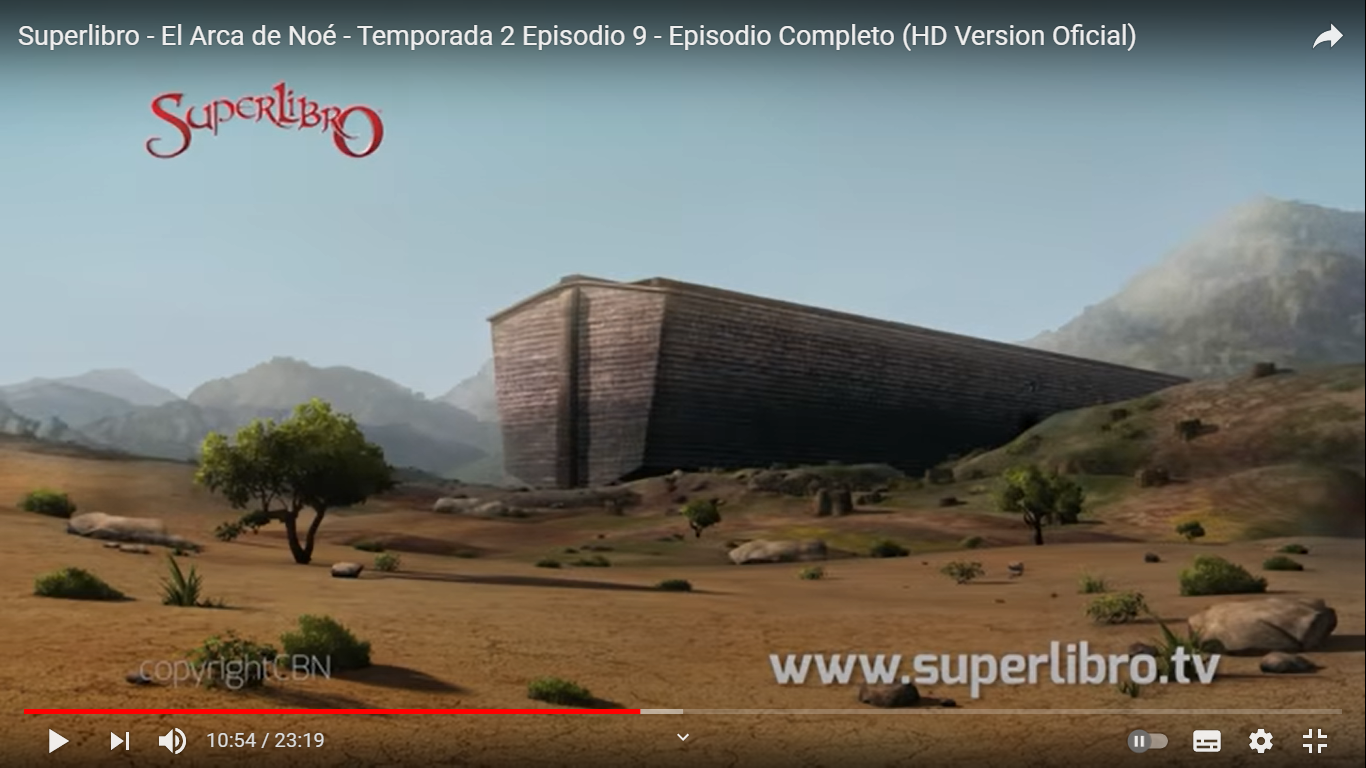 Superlibro - El Arca de Noé - Temporada 2 Episodio 9 - Episodio Completo (HD Version Oficial)
SUPERLIBRO
copyrightCBN
www.superlibro.tv
10:54 / 23:19